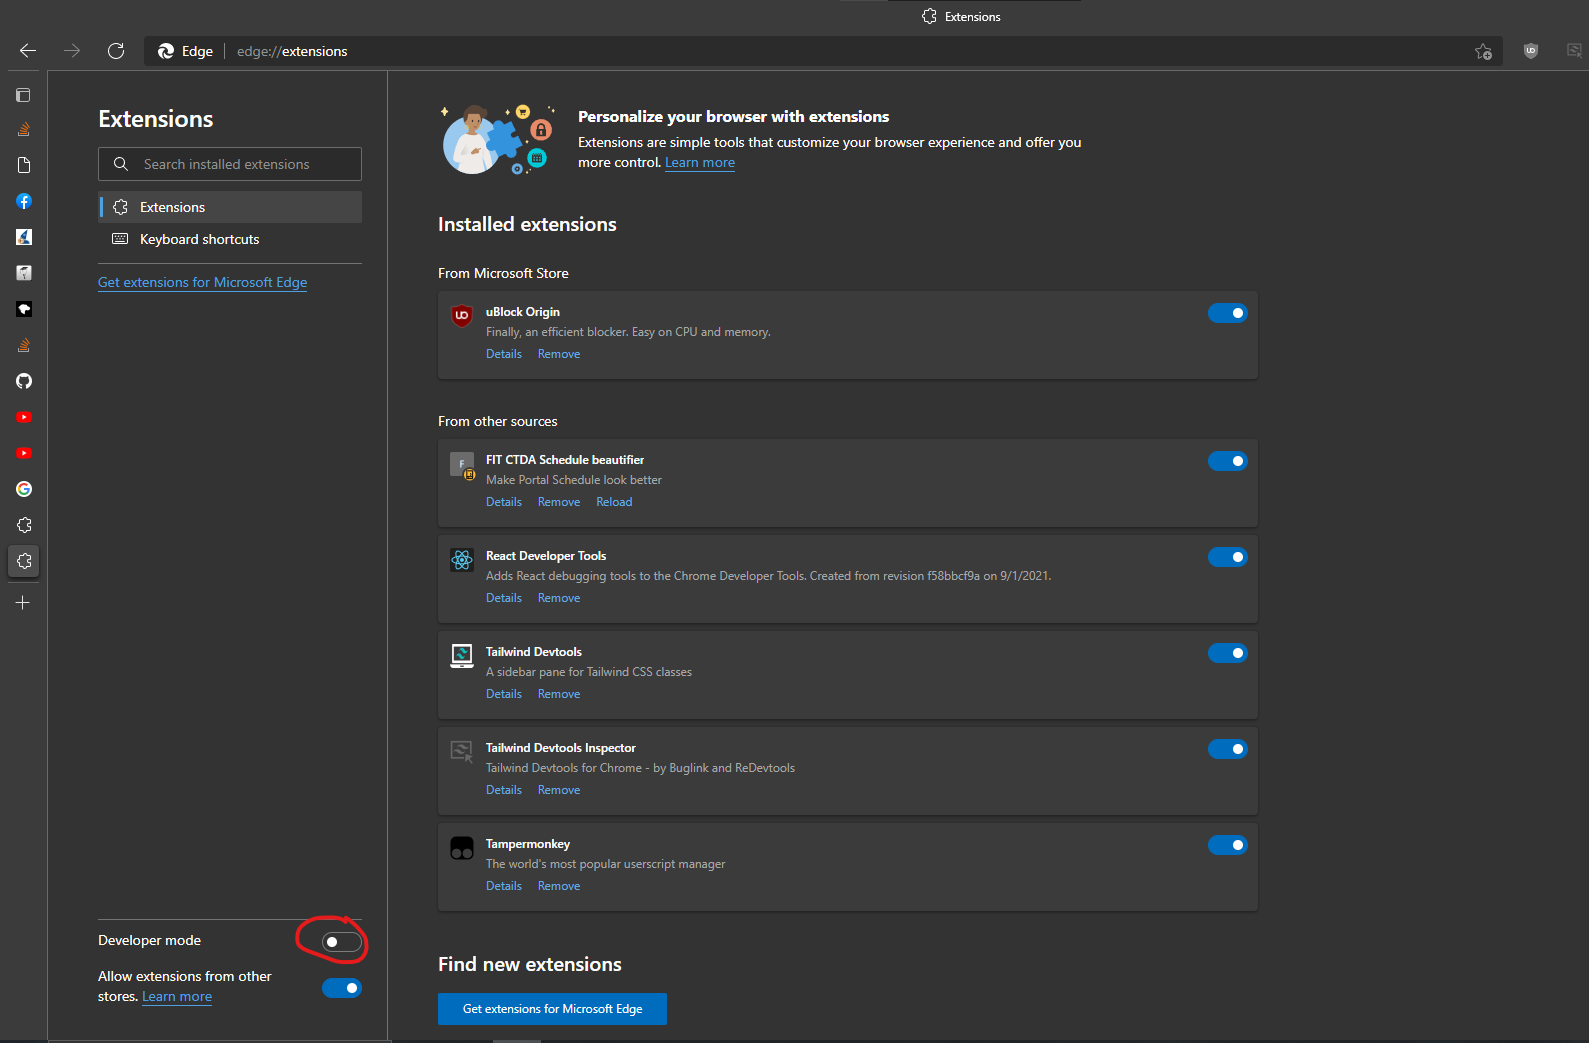 Extensions
Edge
edge://extensions
UD
Extensions
Search installed extensions
Extensions
Keyboard shortcuts
Get extensions for Microsoft Edge
Developer mode
Allow extensions from other
stores. Learn more
Personalize your browser with extensions
Extensions are simple tools that customize your browser experience and offer you
more control. Learn more
Installed extensions
From Microsoft Store
UD
uBlock Origin
Finally, an efficient blocker. Easy on CPU and memory.
Details Remove
From other sources
F
FIT CTDA Schedule beautifier
Make Portal Schedule look better
Details Remove Reload
React Developer Tools
Adds React debugging tools to the Chrome Developer Tools. Created from revision f58bbcf9a on 9/1/2021.
Details Remove
Tailwind Devtools
A sidebar pane for Tailwind CSS classes
Details Remove
Tailwind Devtools Inspector
Tailwind Devtools for Chrome - by Buglink and ReDevtools
Details Remove
Tampermonkey
The world's most popular userscript manager
Details Remove
Find new extensions
Get extensions for Microsoft Edge